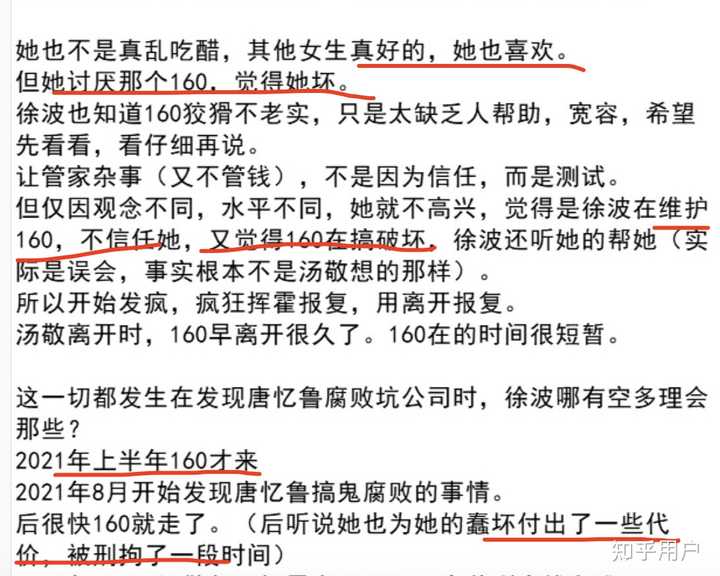 她也不是真乱吃醋，其他女生真好的，她也喜欢。
但她讨厌那个160，觉得她坏。
徐波也知道160狡猾不老实，只是太缺乏人帮助，宽容，希望
先看看，看仔细再说。
让管家杂事（又不管钱），不是因为信任，而是测试。
但仅因观念不同，水平不同，她就不高兴，觉得是徐波在维护
160，不信任她，又觉得160在搞破坏，徐波还听她的帮她（实
际是误会，事实根本不是汤敬想的那样）。
所以开始发疯，疯狂挥霍报复，用离开报复。
汤敬离开时，160早离开很久了。160在的时间很短暂。
这一切都发生在发现唐忆鲁腐败坑公司时，徐波哪有空多理会
那些？
2021年上半年160才来
2021年8月开始发现唐忆鲁搞鬼腐败的事情。
后很快160就走了。（后听说她也为她的蠢坏付出了一些代
价，被刑拘了一段时间）
知乎用户